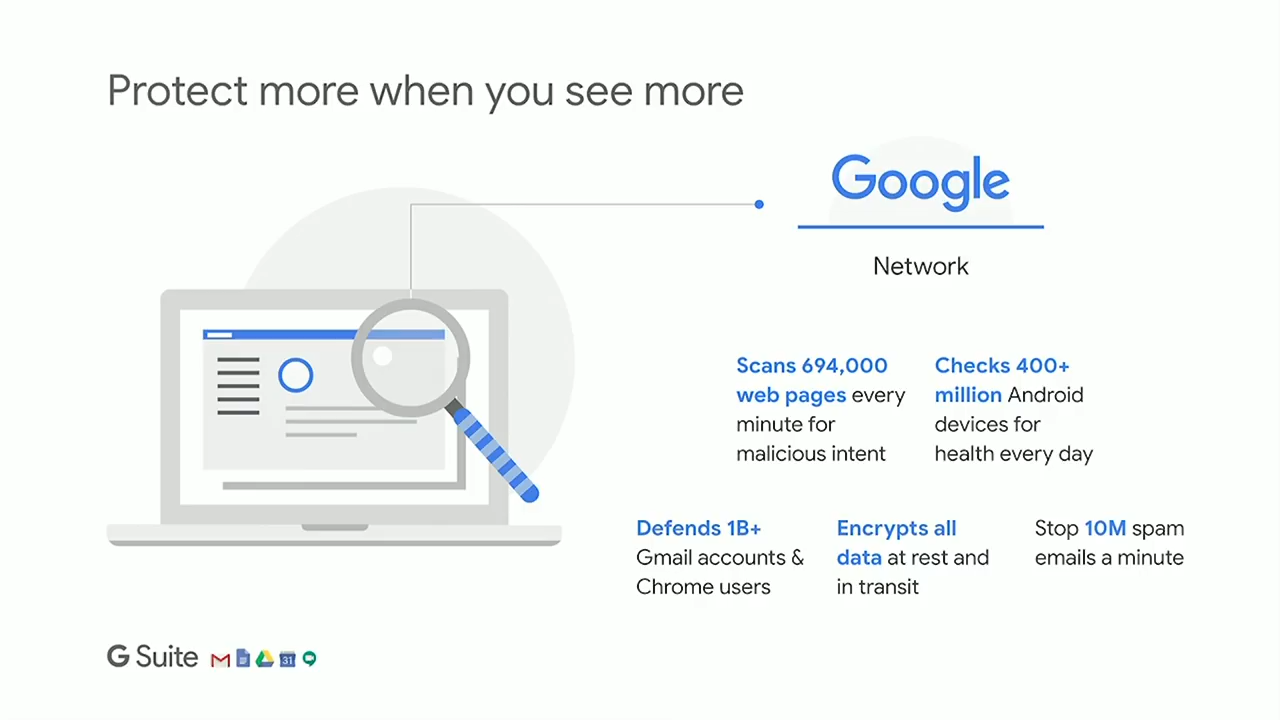 Protect more when you see more
Google
Network
Scans 694,000
web pages every
minute for
malicious intent
Checks 400+
million Android
devices for
health every day
Defends 1B+
Gmail accounts &
Chrome users
Encrypts all
data at rest and
in transit
Stop 10M spam
emails a minute
G Suite
31